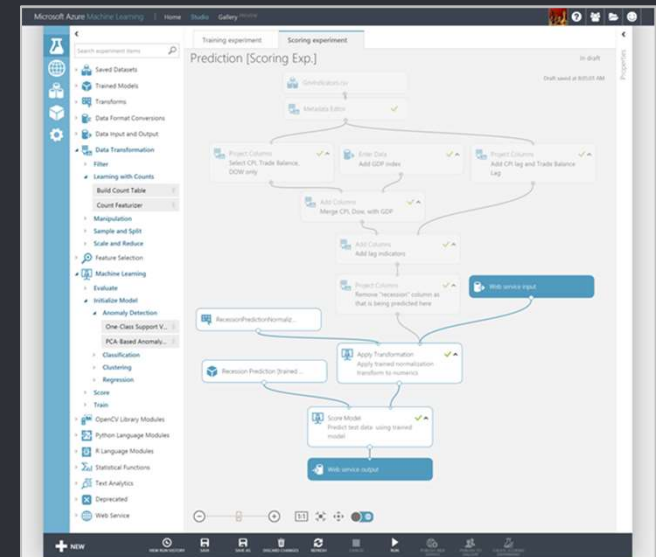 Microsoft Azure Machine Learning | Home Studio Gallery
Search experiment items
Saved Datasets
Trained Models
Transforms
Data Format Conversions
Data Input and Output
Data Transformation
Filter
Learning with Counts
Build Count Table
Count Featurizer
Manipulation
Sample and Split
Scale and Reduce
Feature Selection
Machine Learning
Evaluate
Initialize Model
Anomaly Detection
One-Class Support V...
PCA-Based Anomaly...
Classification
Clustering
Regression
Score
Train
OpenCV Library Modules
Python Language Modules
R Language Modules
Statistical Functions
Text Analytics
Deprecated
Web Service
Training experiment
Scoring experiment
Prediction [Scoring Exp.]
In draft
Draft saved at
Properties
Metadata Editor
Project Columns
Select CPI, Trade Balance,
DOW only
Enter Data
Add GDP index
Project Columns
Add CPI lag and Trade Balance
Lag
Add Columns
Merge CPI, Dow, with GDP
Add Columns
Add lag indicators
Project Columns
Remove "recession" column as
that is being predicted here
Web service input
RecessionPredictionNormaliz...
Recession Prediction [trained ...
Apply Transformation
Apply trained normalization
transform to numerics
Score Model
Predict test data using trained
model
Web service output
1:1
NEW
VIEW RUN HISTORY
SAVE
SAVE AS
DISCARD CHANGES
REFRESH
RUN